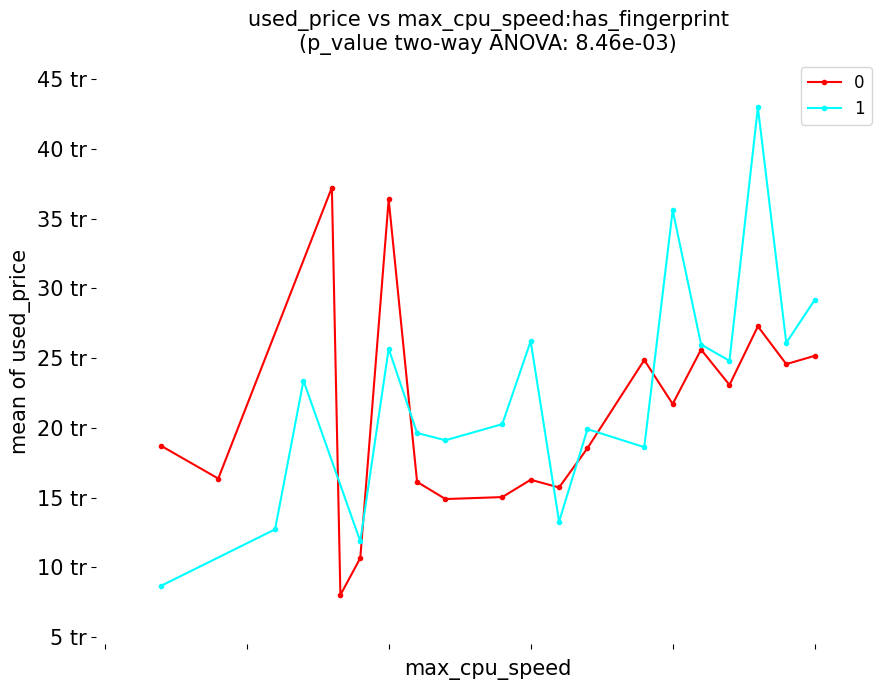 used_price vs max_cpu_speed:has_fingerprint
(p_value two-way ANOVA: 8.46e-03)
0
1
45 tr
40 tr
35 tr
30 tr
25 tr
20 tr
15 tr
10 tr
5 tr
mean of used_price
max_cpu_speed